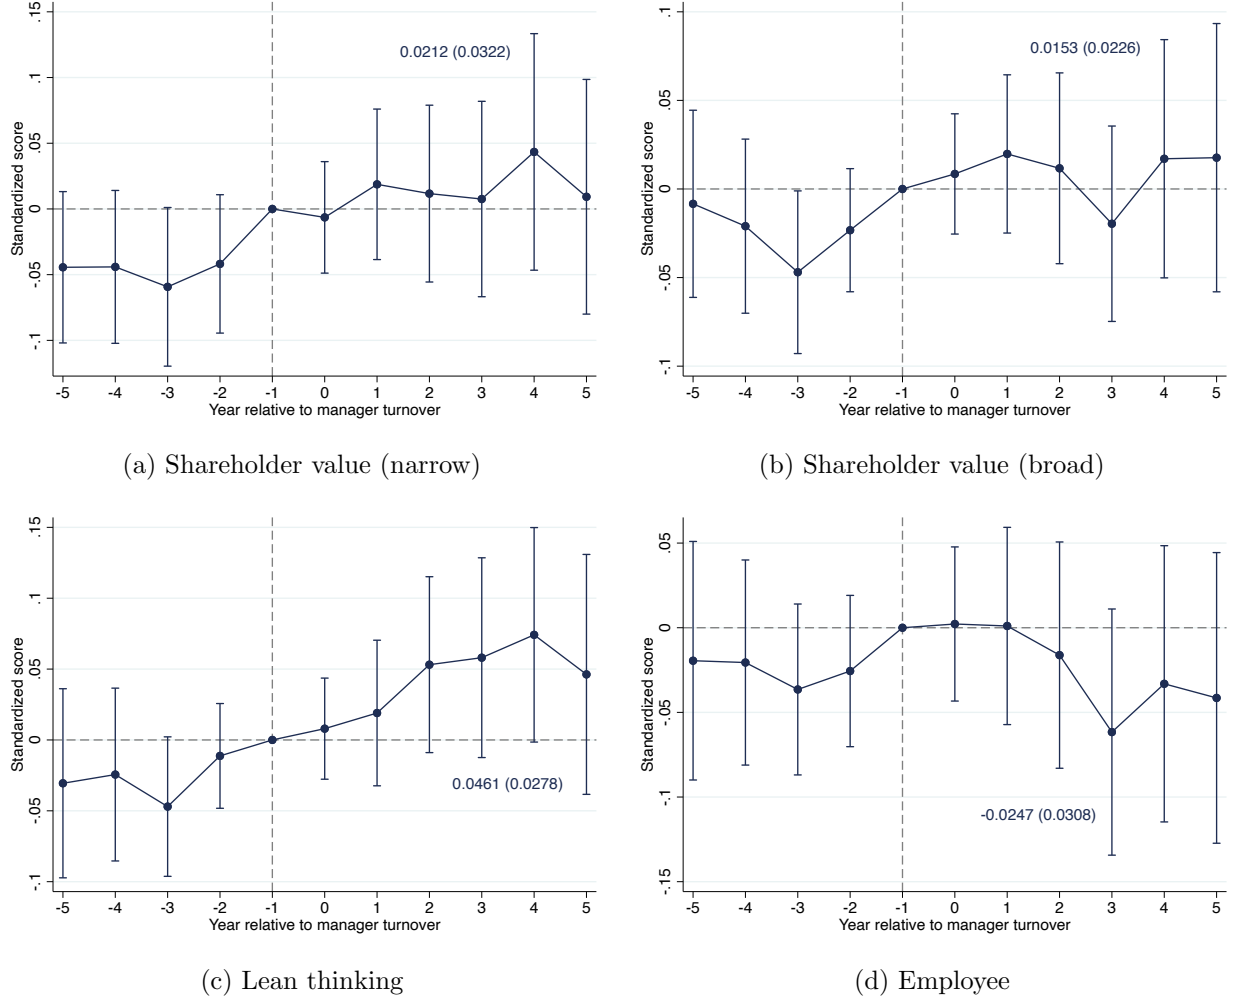 Standardized score
.15
.1
.05
0
-.05
-.1
0.0212 (0.0322)
-5 -4 -3 -2 -1 0 1 2 3 4 5
Year relative to manager turnover
(a) Shareholder value (narrow)
Standardized score
.1
.05
0
-.05
-.1
0.0153 (0.0226)
-5 -4 -3 -2 -1 0 1 2 3 4 5
Year relative to manager turnover
(b) Shareholder value (broad)
Standardized score
.15
.1
.05
0
-.05
-.1
0.0461 (0.0278)
-5 -4 -3 -2 -1 0 1 2 3 4 5
Year relative to manager turnover
(c) Lean thinking
Standardized score
.05
0
-.05
-.1
-.15
-0.0247 (0.0308)
-5 -4 -3 -2 -1 0 1 2 3 4 5
Year relative to manager turnover
(d) Employee